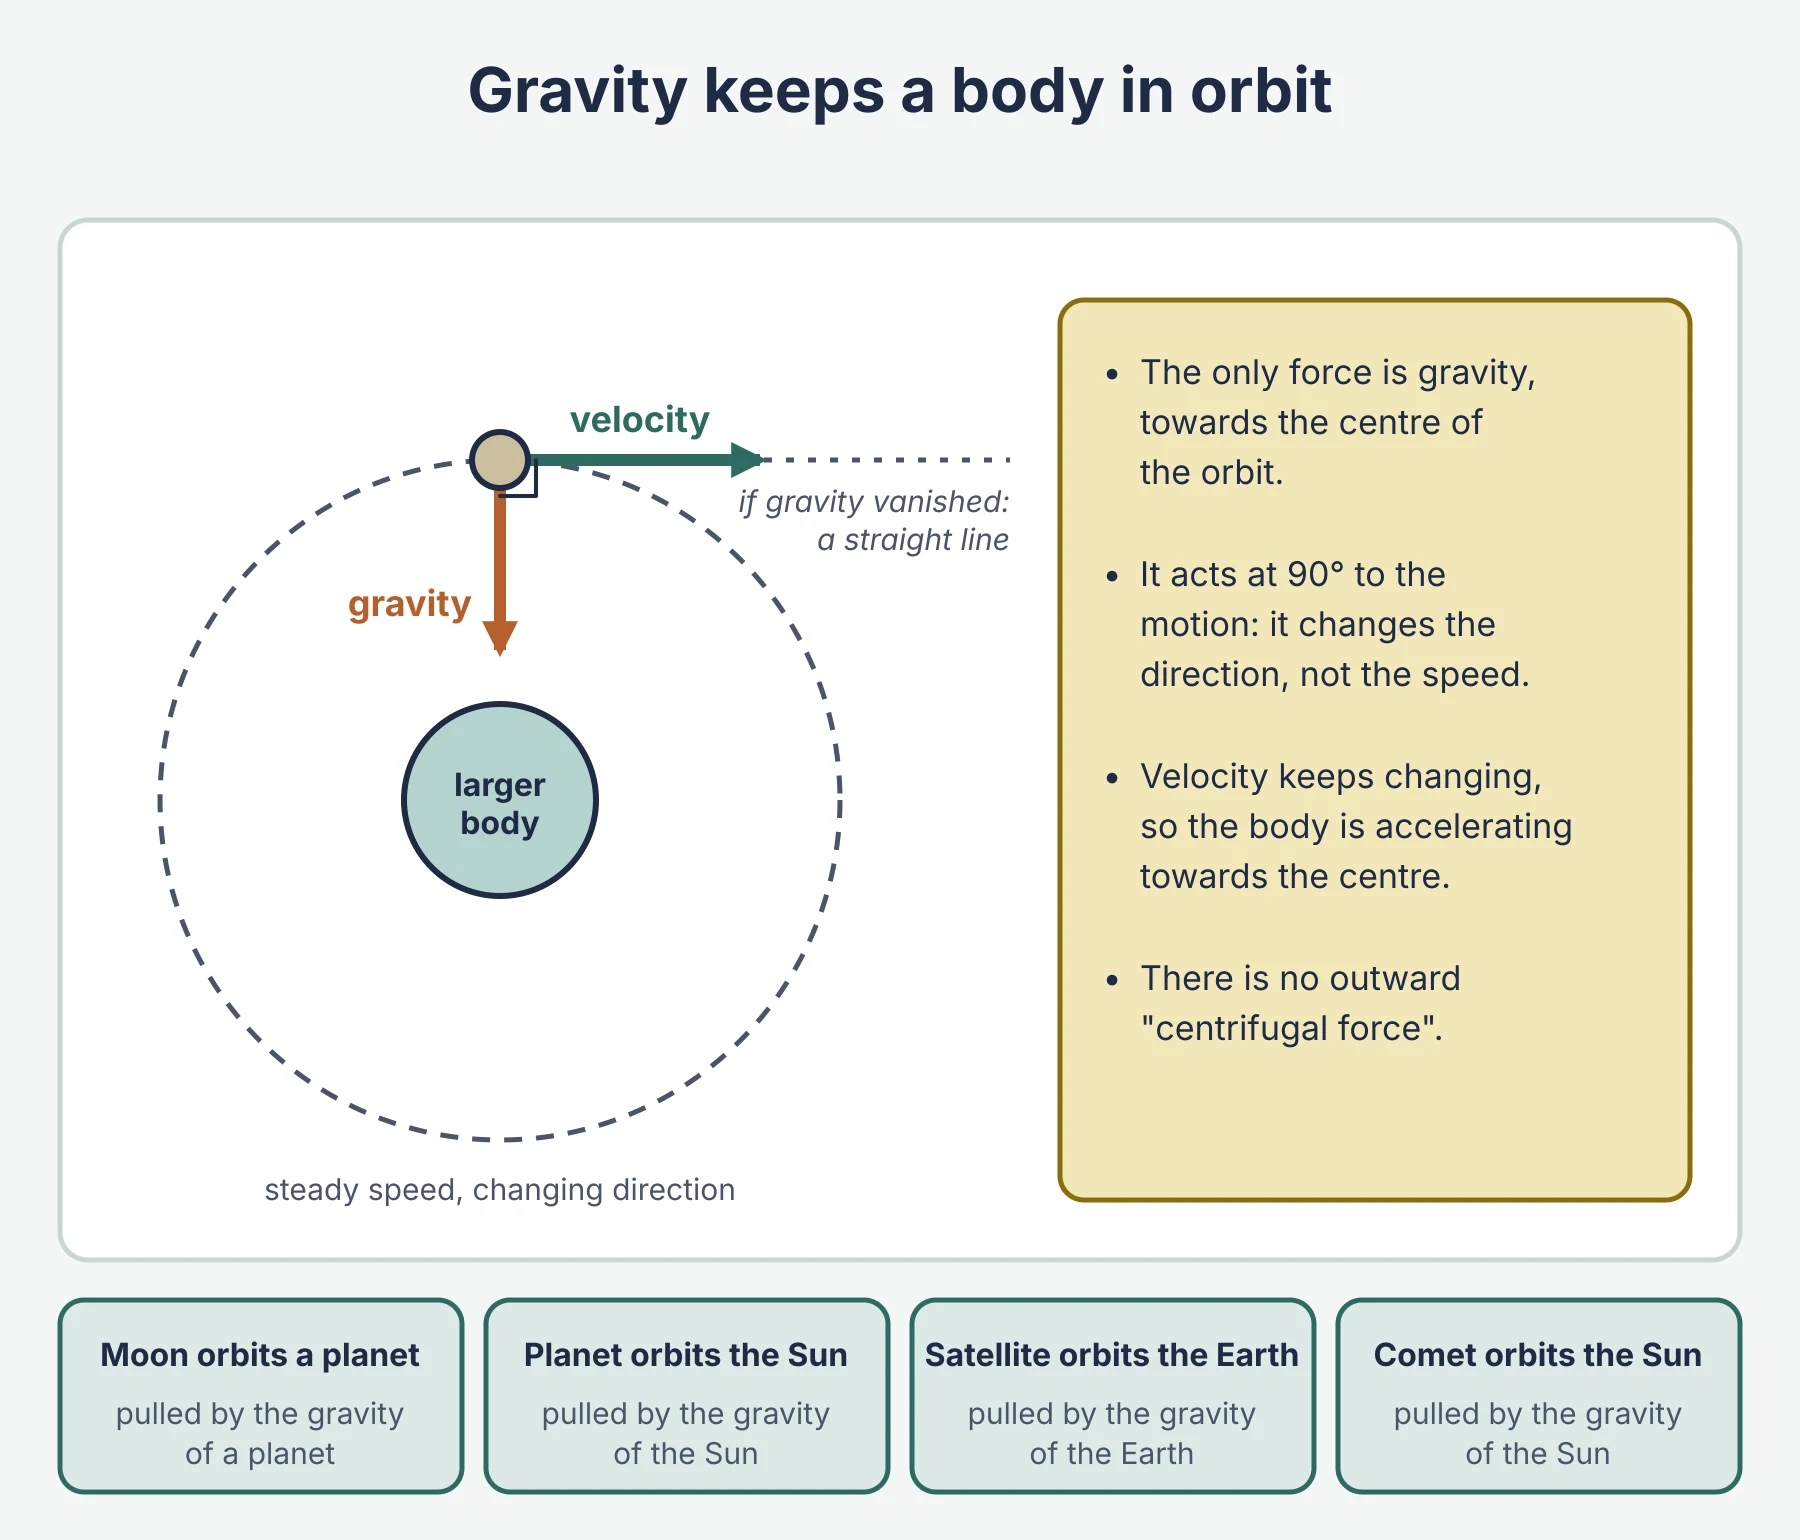 Gravity keeps a body in orbit
velocity
if gravity vanished:
a straight line
gravity
larger
body
steady speed, changing direction
• The only force is gravity,
towards the centre of
the orbit.
• It acts at 90° to the
motion: it changes the
direction, not the speed.
• Velocity keeps changing,
so the body is accelerating
towards the centre.
• There is no outward
"centrifugal force".
Moon orbits a planet
pulled by the gravity
of a planet
Planet orbits the Sun
pulled by the gravity
of the Sun
Satellite orbits the Earth
pulled by the gravity
of the Earth
Comet orbits the Sun
pulled by the gravity
of the Sun